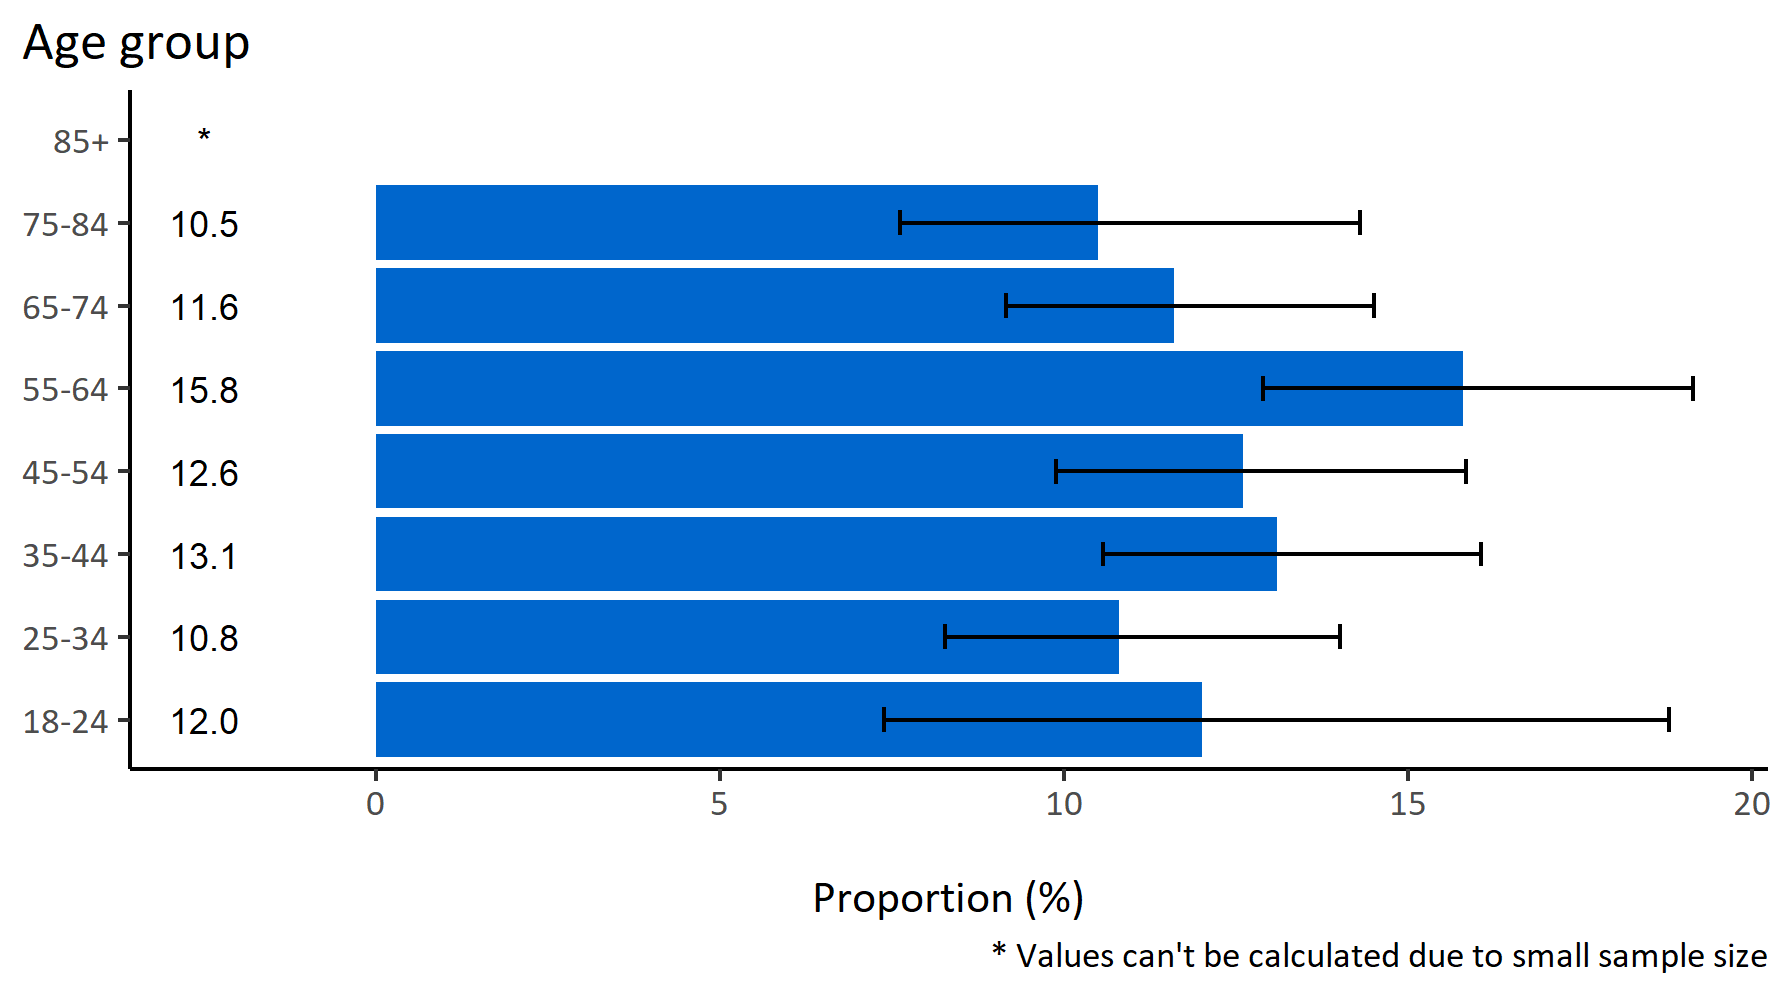 Age group
85+ *
75-84 10.5
65-74 11.6
55-64 15.8
45-54 12.6
35-44 13.1
25-34 10.8
18-24 12.0
0 5 10 15 20
Proportion (%)
* Values can't be calculated due to small sample size